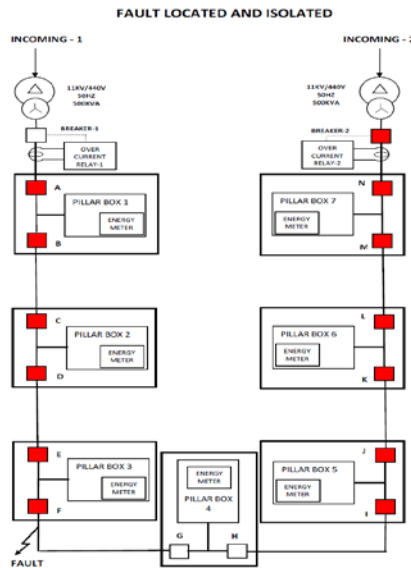 FAULT LOCATED AND ISOLATED
INCOMING - 1
INCOMING - 2
11KV/440V
50HZ
500KVA
11KV/440V
50HZ
500KVA
BREAKER-1
BREAKER-2
OVER
CURRENT
RELAY-1
OVER
CURRENT
RELAY-2
A
PILLAR BOX 1
ENERGY
METER
B
N
PILLAR BOX 7
ENERGY
METER
M
C
PILLAR BOX 2
ENERGY
METER
D
L
PILLAR BOX 6
ENERGY
METER
K
E
PILLAR BOX 3
ENERGY
METER
F
J
PILLAR BOX 5
ENERGY
METER
I
ENERGY
METER
PILLAR BOX
4
G
H
FAULT